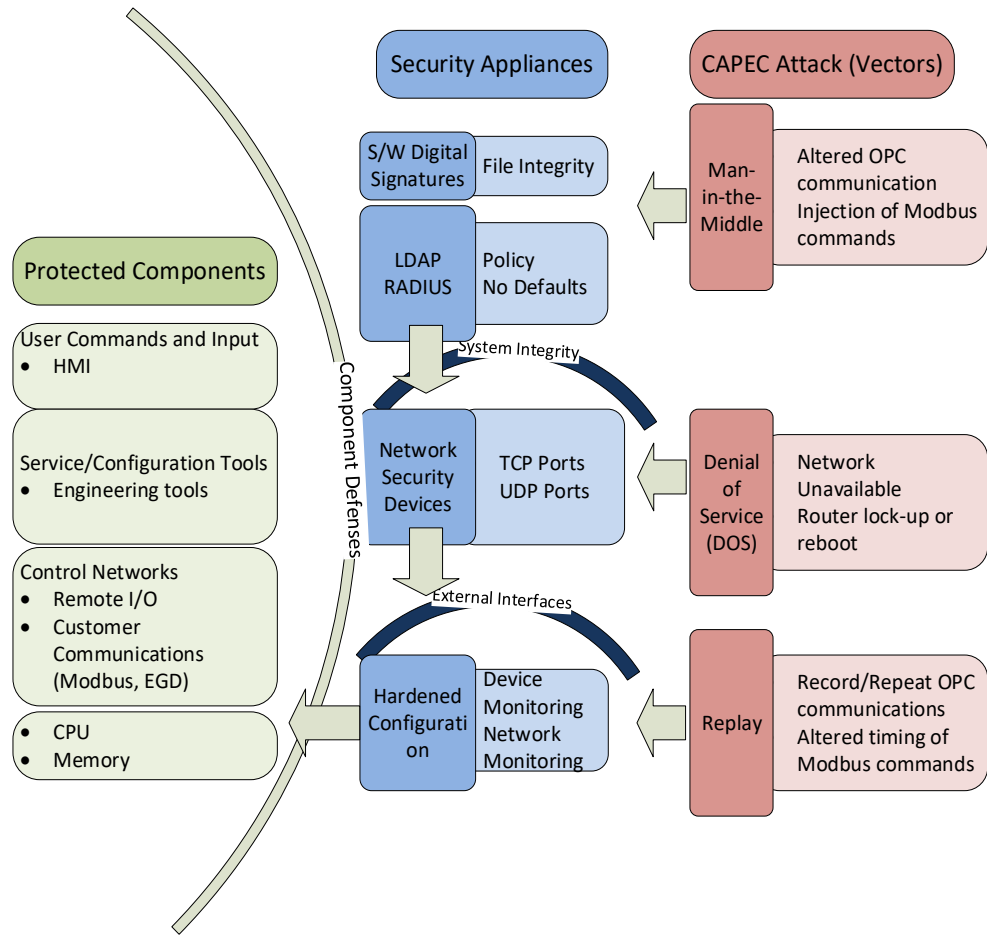 Security Appliances
CAPEC Attack (Vectors)
S/W Digital
Signatures
File Integrity
Man-
in-the-
Middle
Altered OPC
communication
Injection of Modbus
commands
LDAP
RADIUS
Policy
No Defaults
Protected Components
User Commands and Input
• HMI
Service/Configuration Tools
• Engineering tools
Control Networks
• Remote I/O
• Customer
Communications
(Modbus, EGD)
• CPU
• Memory
Component Defenses
System Integrity
Network
Security
Devices
TCP Ports
UDP Ports
Denial
of
Service
(DOS)
Network
Unavailable
Router lock-up or
reboot
External Interfaces
Hardened
Configurati
on
Device
Monitoring
Network
Monitoring
Replay
Record/Repeat OPC
communications
Altered timing of
Modbus commands